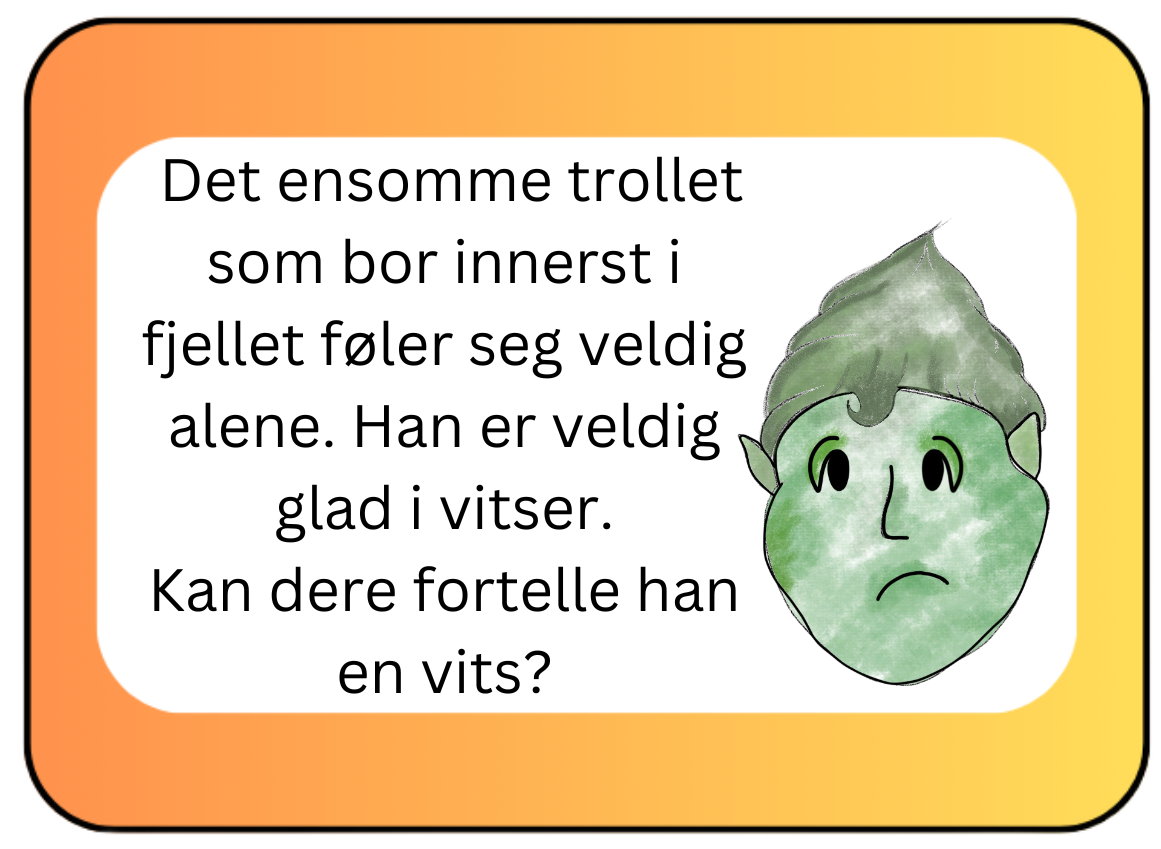 Det ensomme trollet
som bor innerst i
fjellet føler seg veldig
alene. Han er veldig
glad i vitser.
Kan dere fortelle han
en vits?